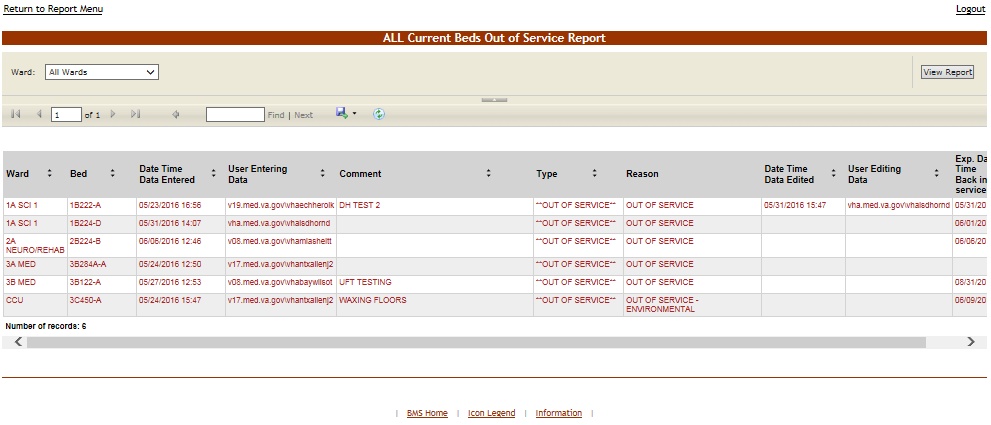 Return to Report Menu Logout
ALL Current Beds Out of Service Report
Ward: All Wards View Report
1 of 1 Find | Next
Ward Bed Date Time Data Entered User Entering Data Comment Type Reason Date Time Data Edited User Editing Data Exp. Da Time Back in service
1A SCI 1 1B222-A 05/23/2016 16:56 v19.med.va.gov\vhaechheroik DH TEST 2 **OUT OF SERVICE** OUT OF SERVICE 05/31/2016 15:47 vha.med.va.gov\vhaisdhornd 05/31/20
1A SCI 1 1B224-D 05/31/2016 14:07 vha.med.va.gov\vhaisdhornd **OUT OF SERVICE** OUT OF SERVICE 06/01/20
2A NEURO/REHAB 2B224-B 06/06/2016 12:46 v08.med.va.gov\vhamiasheltt **OUT OF SERVICE** OUT OF SERVICE 06/06/20
3A MED 3B284A-A 05/24/2016 12:50 v17.med.va.gov\vhantxallenj2 **OUT OF SERVICE** OUT OF SERVICE
3B MED 3B122-A 05/27/2016 12:53 v08.med.va.gov\vhabaywilsot UFT TESTING **OUT OF SERVICE** OUT OF SERVICE 08/31/20
CCU 3C450-A 05/24/2016 15:47 v17.med.va.gov\vhantxallenj2 WAXING FLOORS **OUT OF SERVICE** OUT OF SERVICE - ENVIRONMENTAL 06/09/20
Number of records: 6
| BMS Home | Icon Legend | Information |